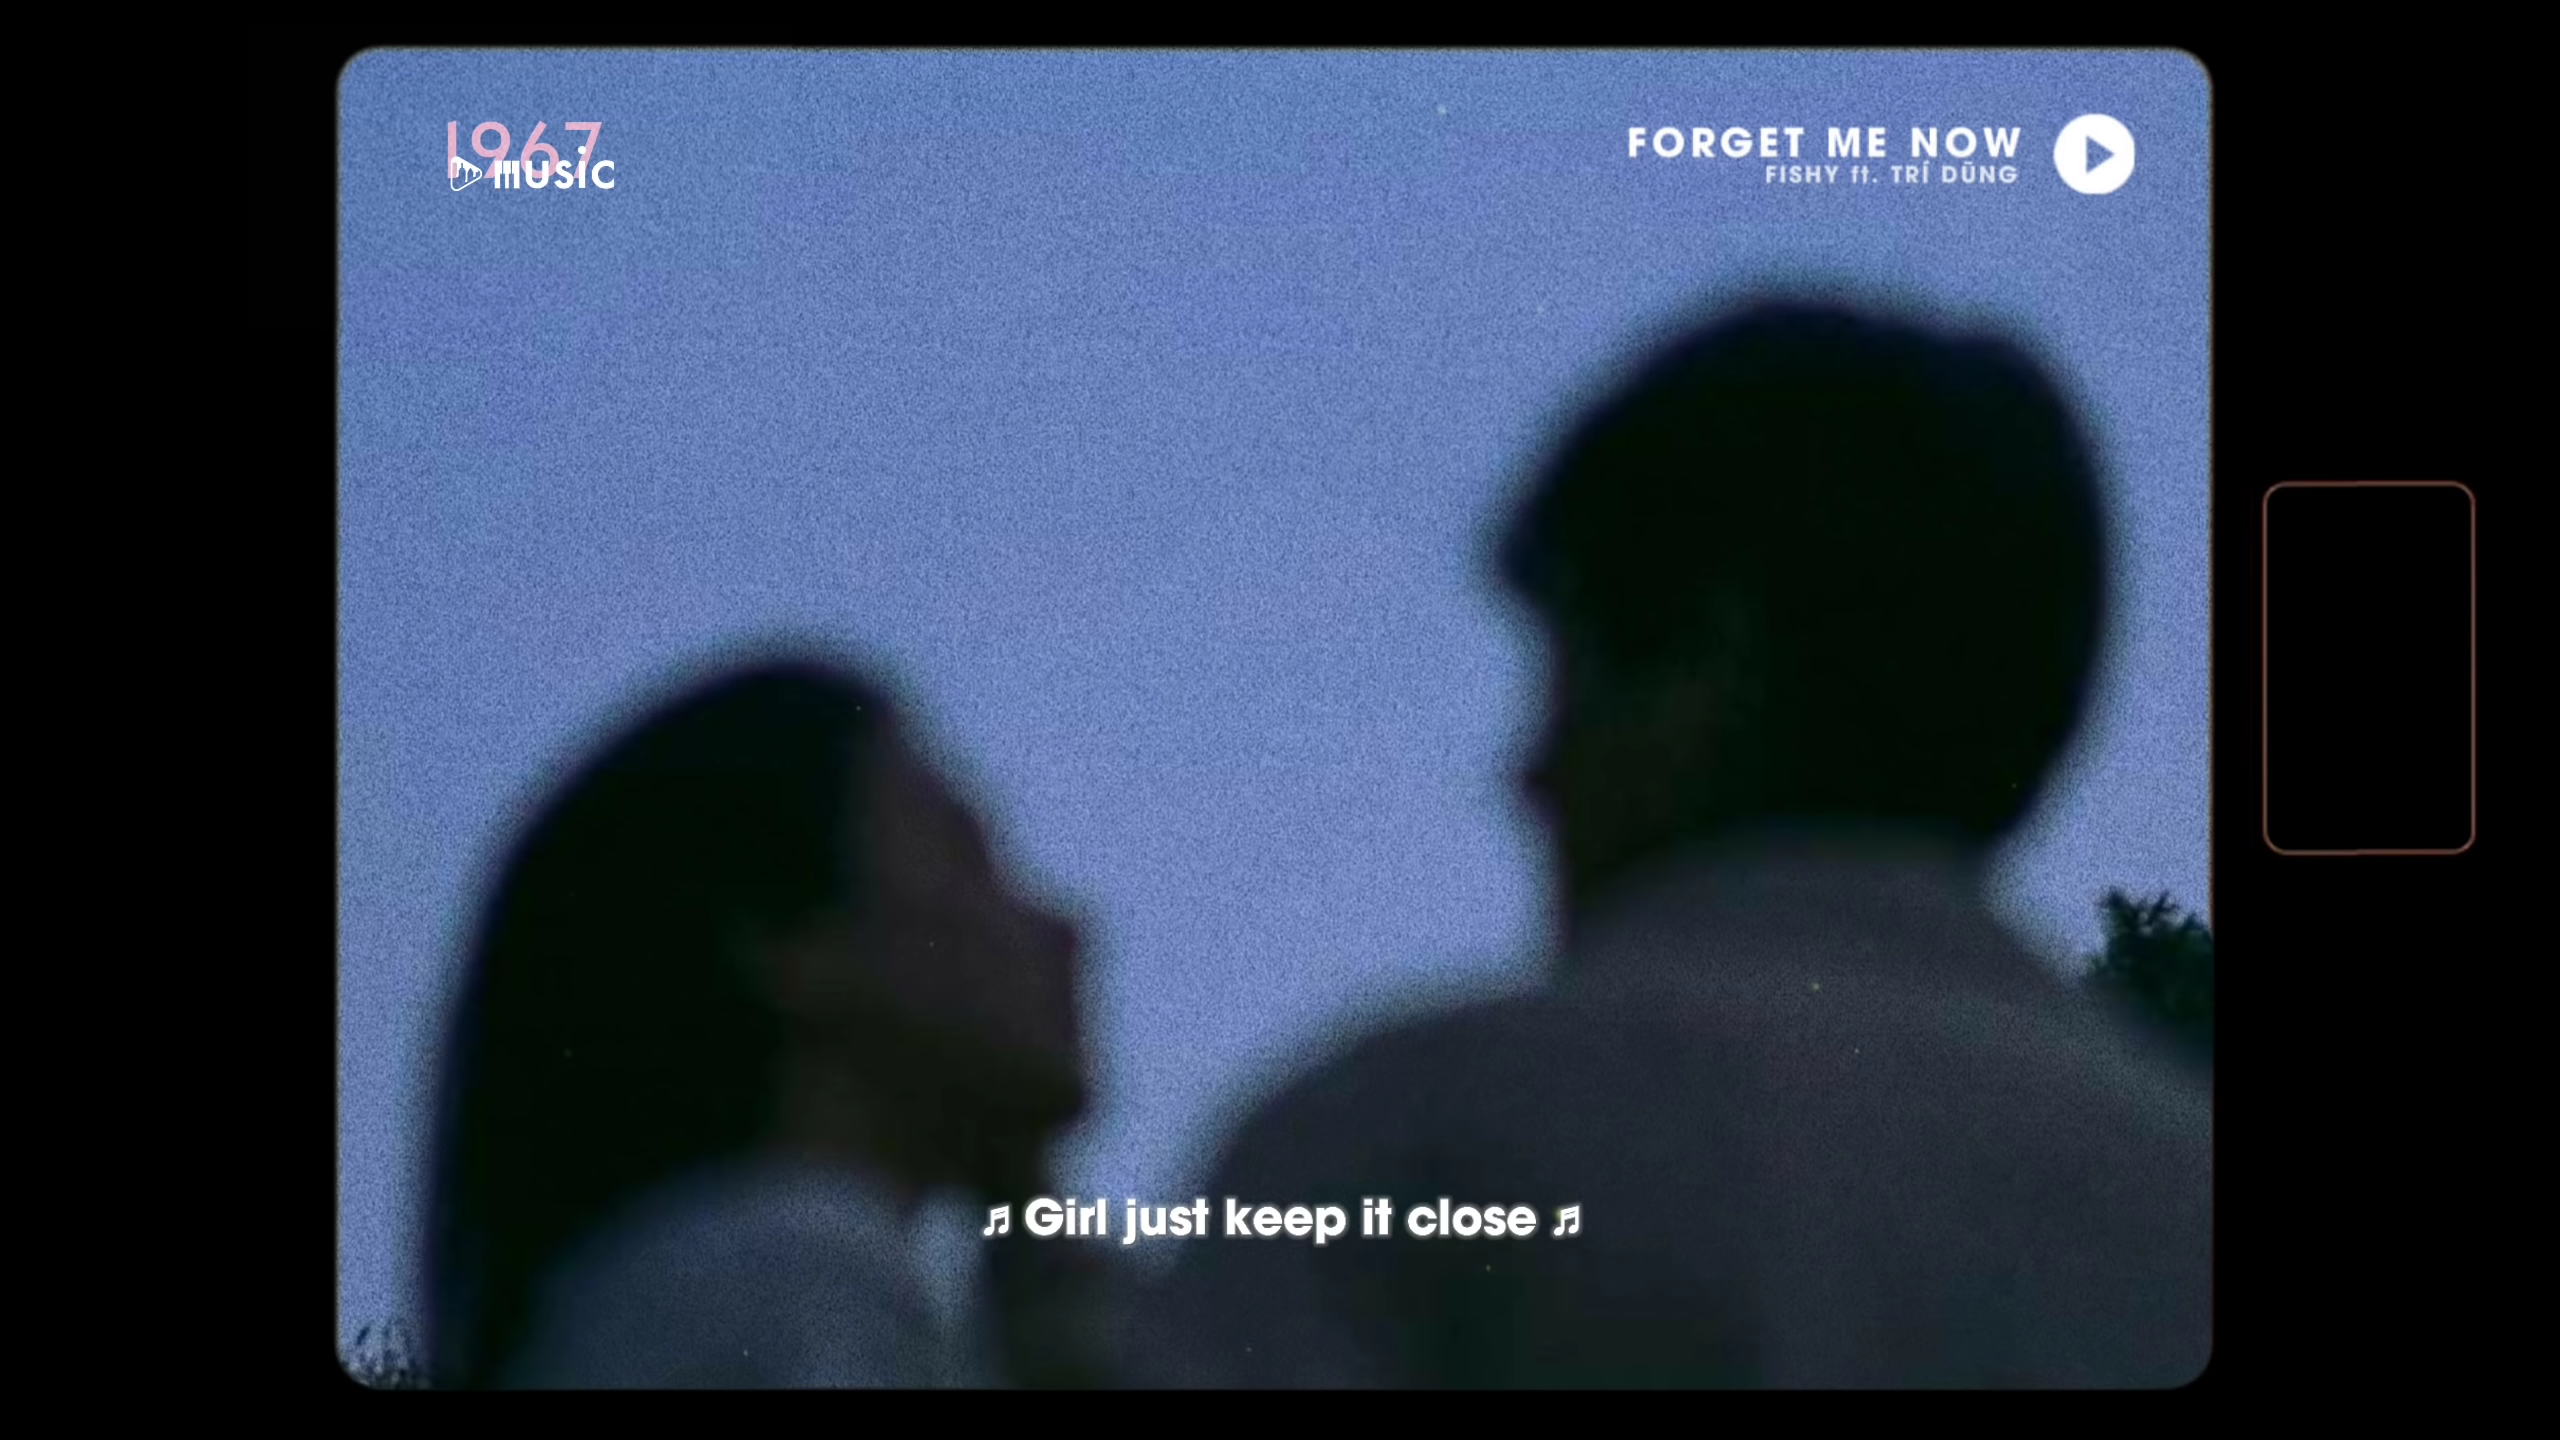 1967
music
FORGET ME NOW
FISHY ft. TRÍ DŨNG
♬ Girl just keep it close ♬